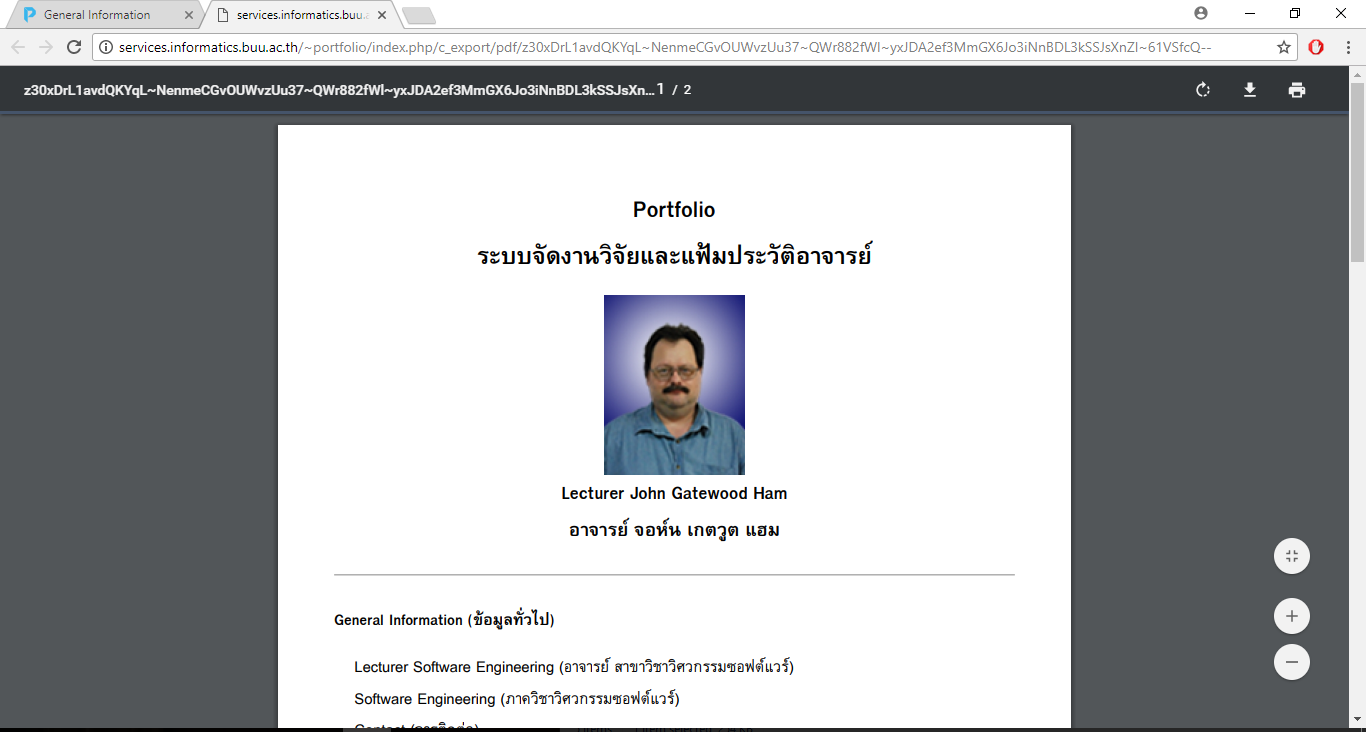 General Information
services.informatics.buu.a
services.informatics.buu.ac.th/~portfolio/index.php/c_export/pdf/z30xDrL1avdQKYqL~NenmeCGvOUWvzUu37~QWr882fWl~yxJDA2ef3MmGX6Jo3iNnBDL3kSSJsXnZI~61VSfcQ--
z30xDrL1avdQKYqL~NenmeCGvOUWvzUu37~QWr882fWl~yxJDA2ef3MmGX6Jo3iNnBDL3kSSJsXn... 1 / 2
Portfolio
ระบบจัดงานวิจัยและแฟ้มประวัติอาจารย์
Lecturer John Gatewood Ham
อาจารย์ จอห์น เกตวูต แฮม
General Information (ข้อมูลทั่วไป)
Lecturer Software Engineering (อาจารย์ สาขาวิชาวิศวกรรมซอฟต์แวร์)
Software Engineering (ภาควิชาวิศวกรรมซอฟต์แวร์)